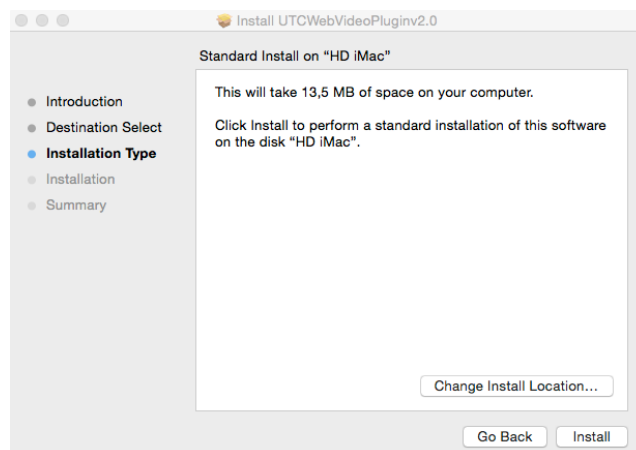 Install UTCWebVideoPluginv2.0
Standard Install on “HD iMac”
Introduction
Destination Select
Installation Type
Installation
Summary
This will take 13,5 MB of space on your computer.
Click Install to perform a standard installation of this software
on the disk “HD iMac”.
Change Install Location...
Go Back
Install